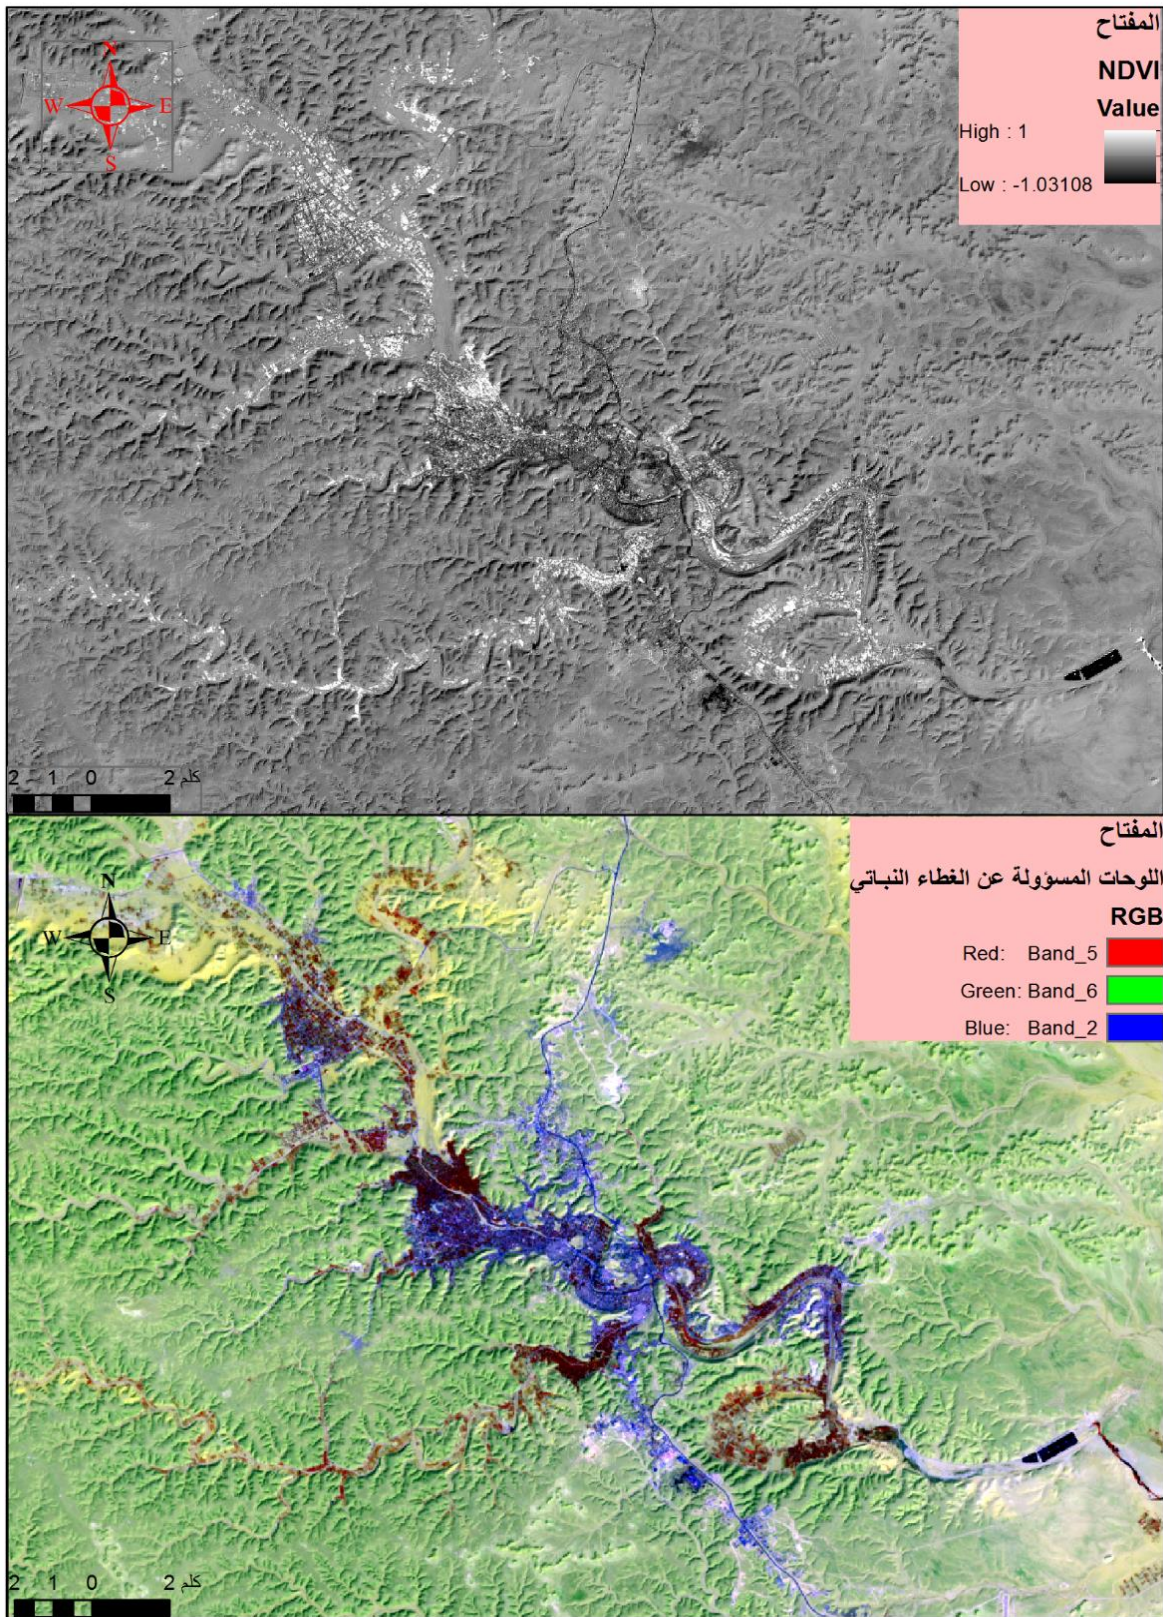 المفتاح
NDVI
Value
High : 1
Low : -1.03108
N
W
E
S
2 1 0 2 كلم
المفتاح
اللوحات المسؤولة عن الغطاء النباتي
RGB
Red: Band_5
Green: Band_6
Blue: Band_2
N
W
E
S
2 1 0 2 كلم